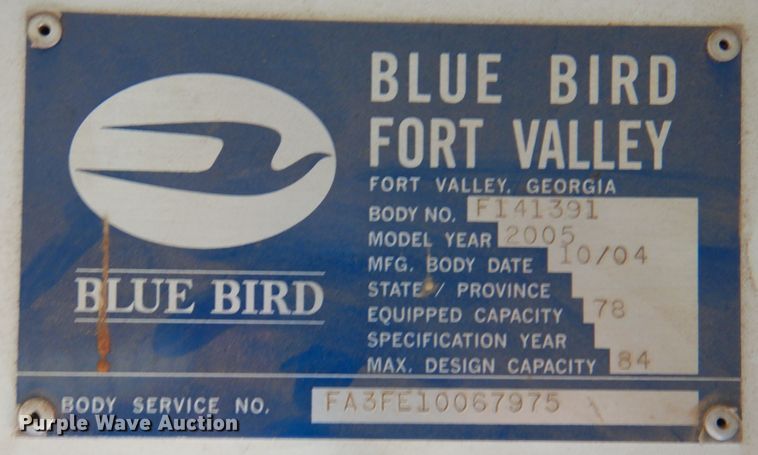 BLUE BIRD
FORT VALLEY
FORT VALLEY, GEORGIA
BODY NO. F141391
MODEL YEAR 2005
MFG. BODY DATE 10/04
STATE / PROVINCE
EQUIPPED CAPACITY 78
SPECIFICATION YEAR
MAX. DESIGN CAPACITY 84
BLUE BIRD
BODY SERVICE NO. FA3FE10067975
Purple Wave Auction